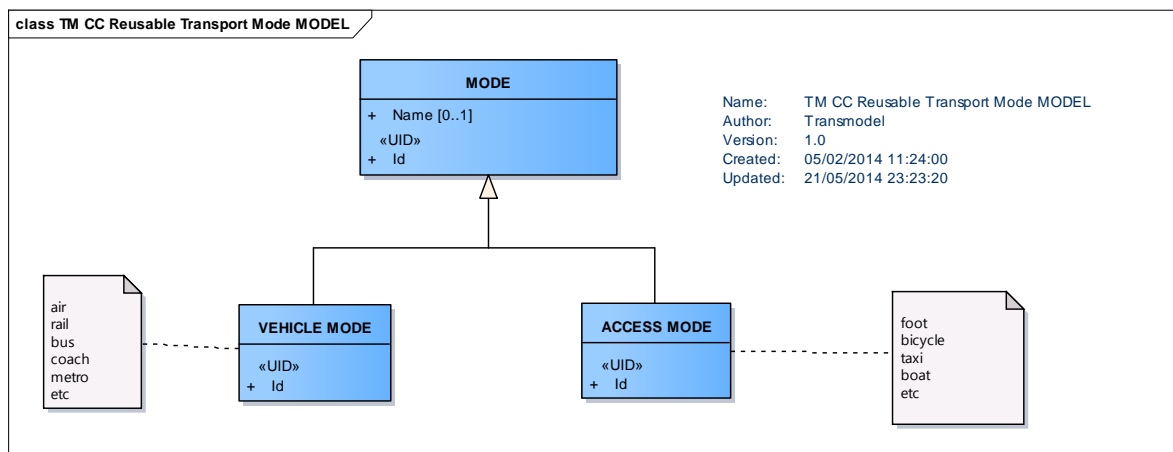 class TM CC Reusable Transport Mode MODEL
MODE
+ Name [0..1]
«UID»
+ Id
Name: TM CC Reusable Transport Mode MODEL
Author: Transmodel
Version: 1.0
Created: 05/02/2014 11:24:00
Updated: 21/05/2014 23:23:20
air
rail
bus
coach
metro
etc
VEHICLE MODE
«UID»
+ Id
ACCESS MODE
«UID»
+ Id
foot
bicycle
taxi
boat
etc